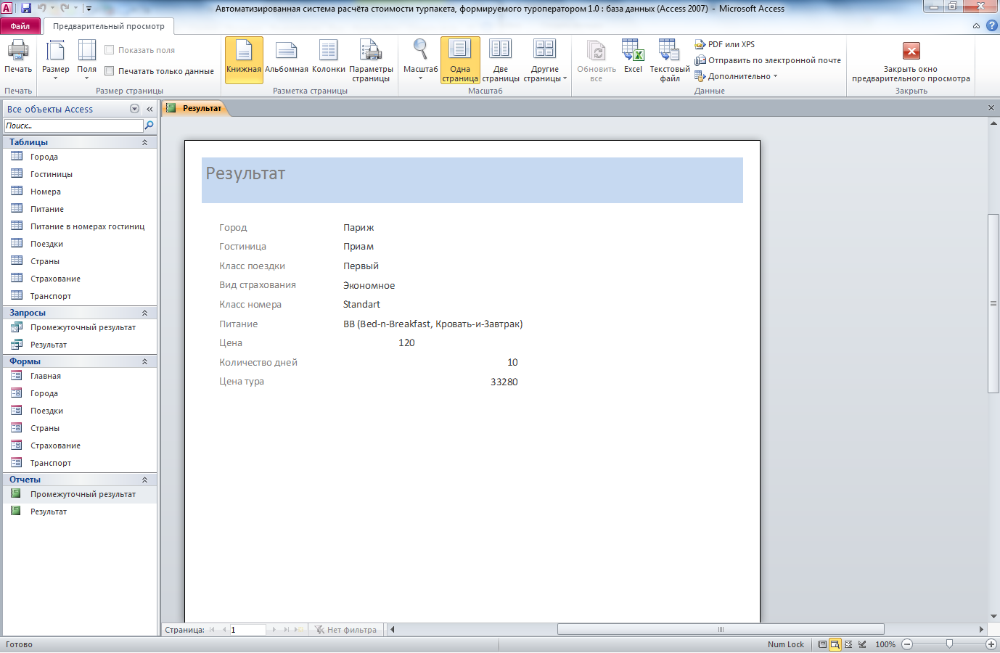 Автоматизированная система расчёта стоимости турпакета, формируемого туроператором 1.0 : база данных (Access 2007) - Microsoft Access
Файл
Предварительный просмотр
Печать
Размер
Поля
Показать поля
Печатать только данные
Книжная
Альбомная
Колонки
Параметры
страницы
Масштаб
Одна
страница
Две
страницы
Другие
страницы
Обновить
все
Excel
Текстовый
файл
PDF или XPS
Отправить по электронной почте
Дополнительно
Закрыть окно
предварительного просмотра
Печать
Размер страницы
Разметка страницы
Масштаб
Данные
Закрыть
Все объекты Access
Поиск...
Таблицы
Города
Гостиницы
Номера
Питание
Питание в номерах гостиниц
Поездки
Страны
Страхование
Транспорт
Запросы
Промежуточный результат
Результат
Формы
Главная
Города
Поездки
Страны
Страхование
Транспорт
Отчеты
Промежуточный результат
Результат
Результат
Результат
Город Париж
Гостиница Приам
Класс поездки Первый
Вид страхования Экономное
Класс номера Standart
Питание BB (Bed-n-Breakfast, Кровать-и-Завтрак)
Цена 120
Количество дней 10
Цена тура 33280
Страница: 1 Нет фильтра
Готово Num Lock 100%